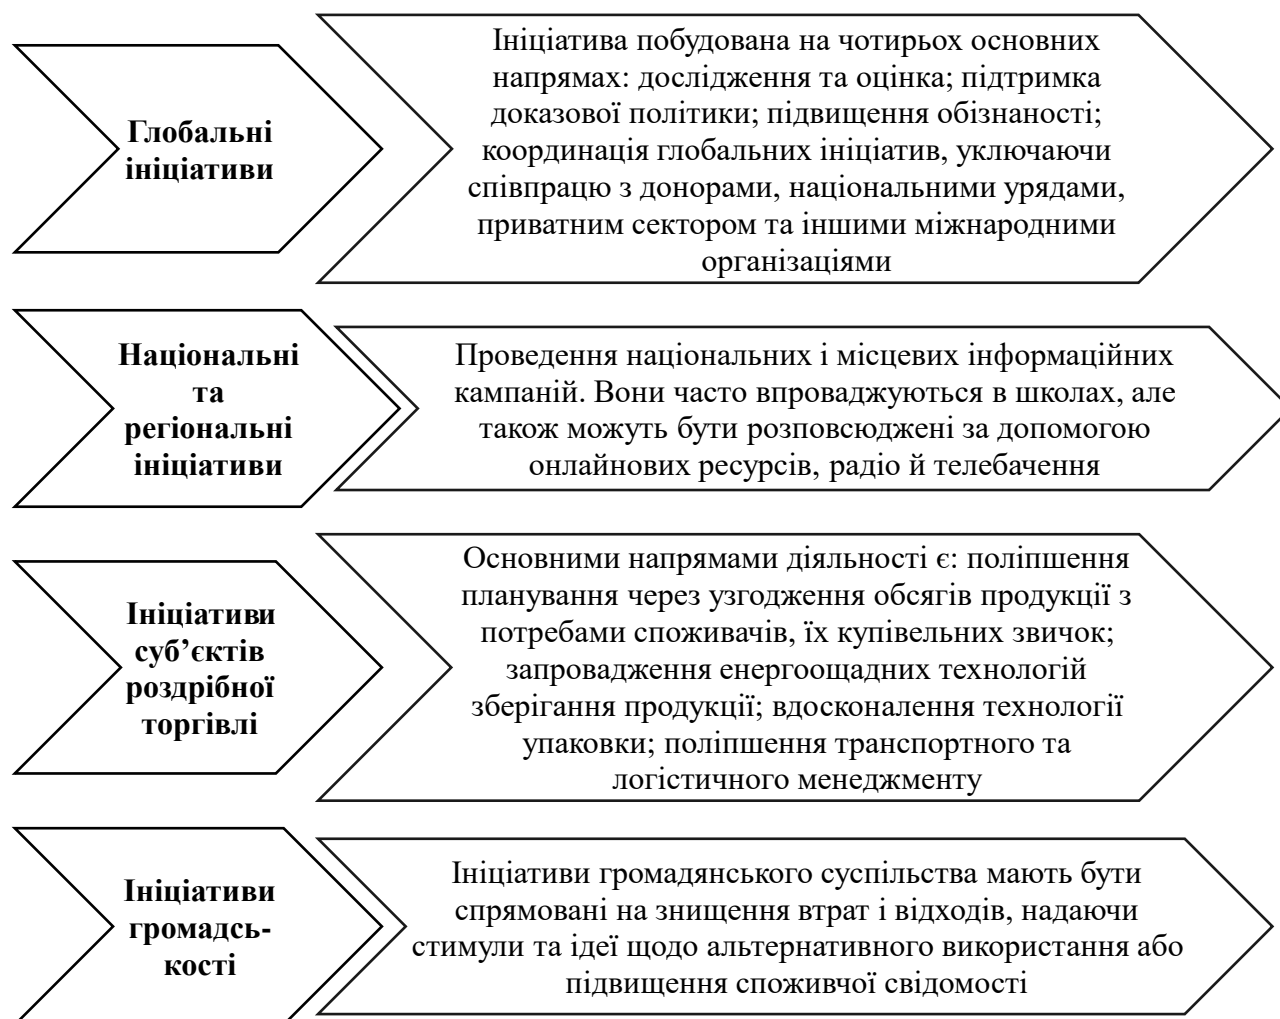 Глобальні
ініціативи
Ініціатива побудована на чотирьох основних
напрямах: дослідження та оцінка; підтримка
доказової політики; підвищення обізнаності;
координація глобальних ініціатив, уключаючи
співпрацю з донорами, національними урядами,
приватним сектором та іншими міжнародними
організаціями
Національні
та
регіональні
ініціативи
Проведення національних і місцевих інформаційних
кампаній. Вони часто впроваджуються в школах, але
також можуть бути розповсюджені за допомогою
онлайнових ресурсів, радіо й телебачення
Ініціативи
суб’єктів
роздрібної
торгівлі
Основними напрямами діяльності є: поліпшення
планування через узгодження обсягів продукції з
потребами споживачів, їх купівельних звичок;
запровадження енергоощадних технологій
зберігання продукції; вдосконалення технології
упаковки; поліпшення транспортного та
логістичного менеджменту
Ініціативи
громадсь-
кості
Ініціативи громадянського суспільства мають бути
спрямовані на знищення втрат і відходів, надаючи
стимули та ідеї щодо альтернативного використання або
підвищення споживчої свідомості